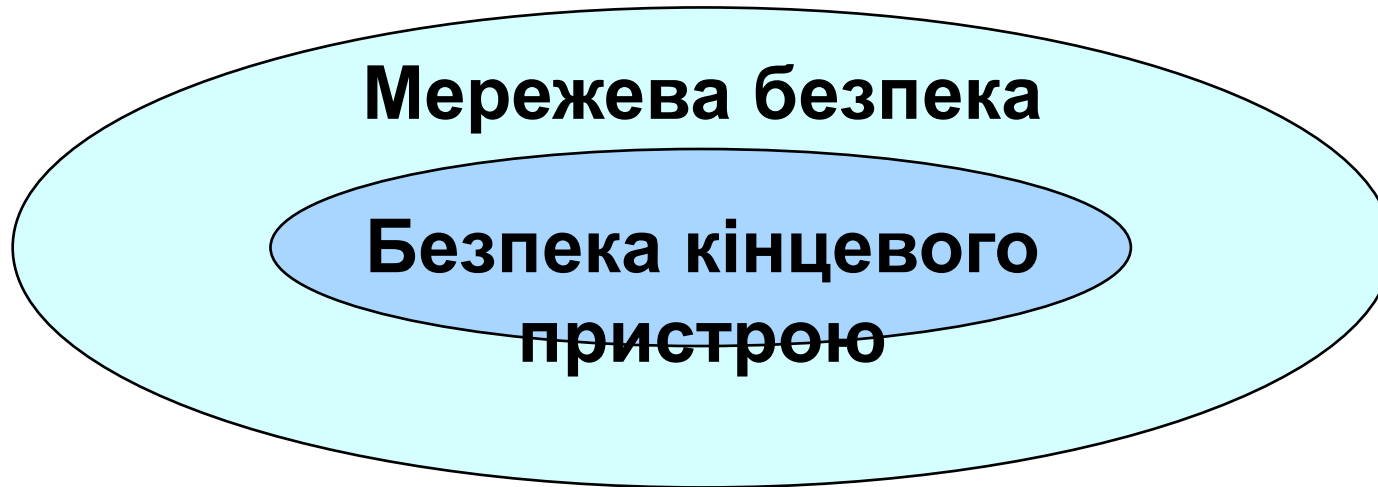 Мережева безпека
Безпека кінцевого
пристрою